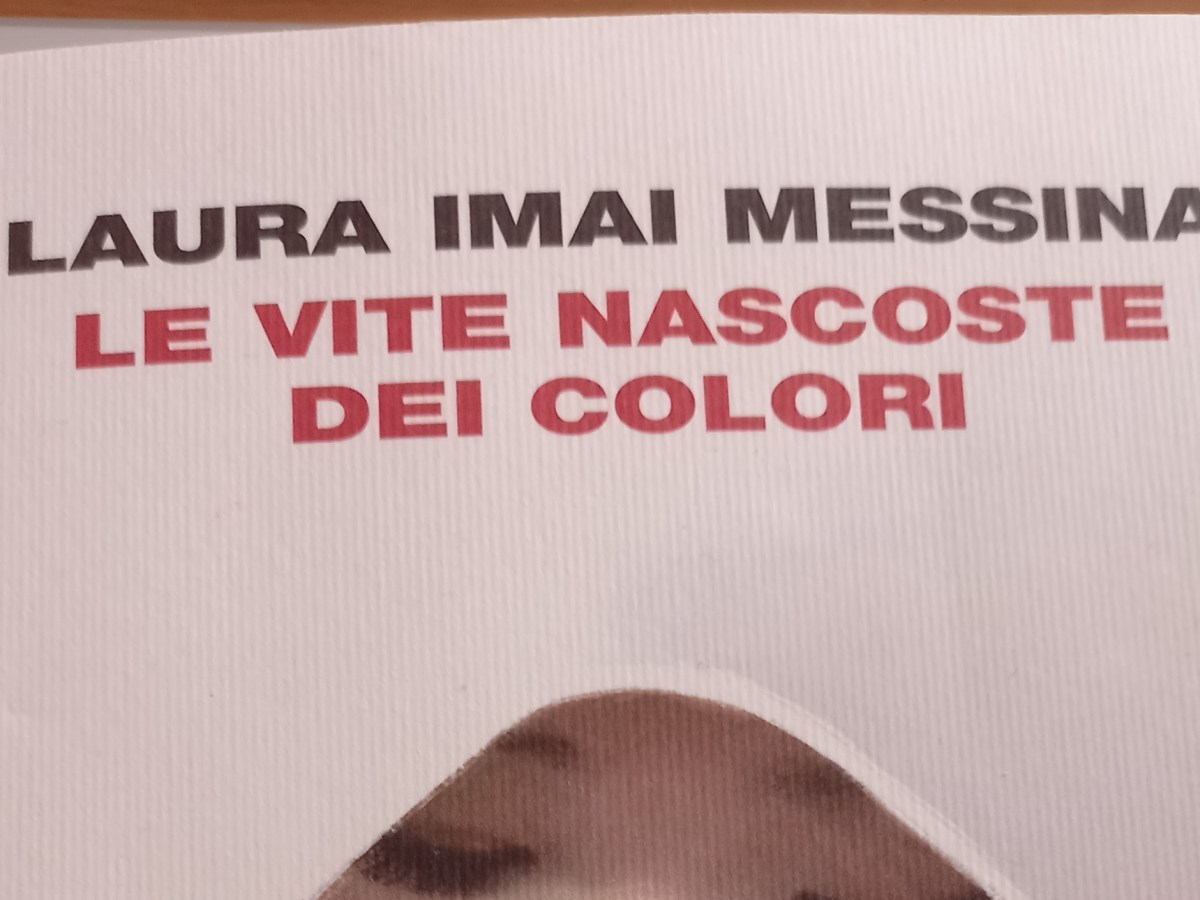 LAURA IMAI MESSINA
LE VITE NASCOSTE
DEI COLORI